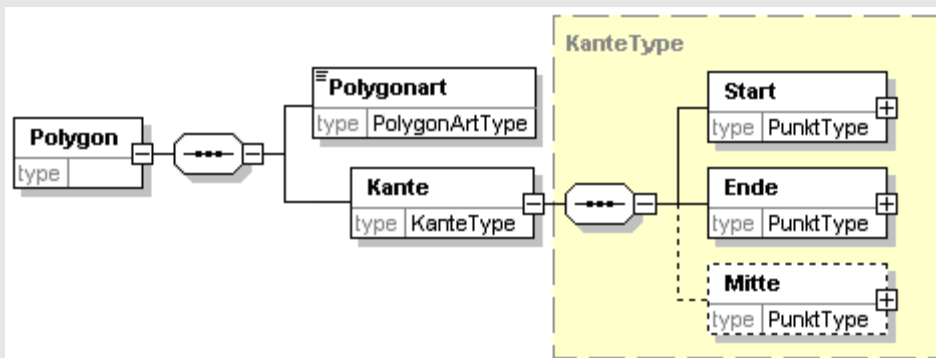 KanteType
Polygon
type
Polygonart
type PolygonArtType
Kante
type KanteType
Start
type PunktType
Ende
type PunktType
Mitte
type PunktType